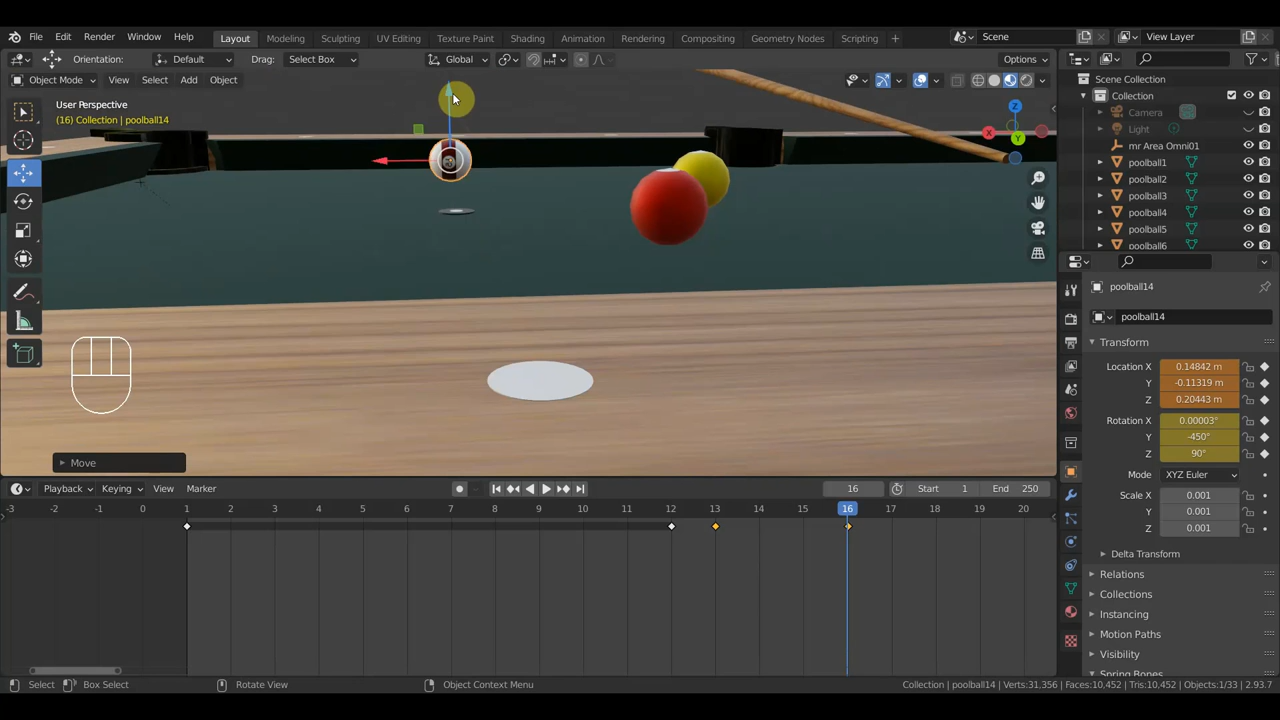 File Edit Render Window Help Layout Modeling Sculpting UV Editing Texture Paint Shading Animation Rendering Compositing Geometry Nodes Scripting + Scene View Layer
Orientation: Default Drag: Select Box Global Options
Object Mode View Select Add Object
User Perspective
(16) Collection | poolball14
Scene Collection
Collection
Camera
Light
mr Area Omni01
poolball1
poolball2
poolball3
poolball4
poolball5
poolball6
X
Y
Z
poolball14
poolball14
Transform
Location X 0.14842 m
Y -0.11319 m
Z 0.20443 m
Rotation X 0.00003°
Y -450°
Z 90°
Mode XYZ Euler
Scale X 0.001
Y 0.001
Z 0.001
Delta Transform
Relations
Collections
Instancing
Motion Paths
Visibility
Spring Bones
Move
Playback Keying View Marker 16 Start 1 End 250
-3 -2 -1 0 1 2 3 4 5 6 7 8 9 10 11 12 13 14 15 16 17 18 19 20
Select Box Select Rotate View Object Context Menu Collection | poolball14 | Verts:31,356 | Faces:10,452 | Tris:10,452 | Objects:1/33 | 2.93.7